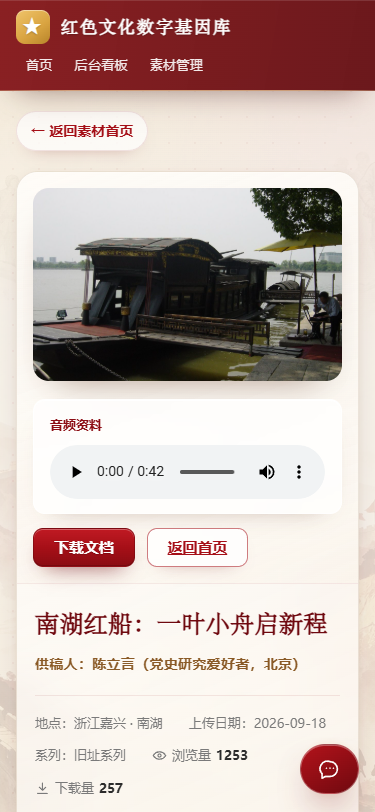 红色文化数字基因库
首页 后台看板 素材管理
← 返回素材首页
音频资料
0:00 / 0:42
下载文档 返回首页
南湖红船：一叶小舟启新程
供稿人：陈立言（党史研究爱好者，北京）
地点：浙江嘉兴 · 南湖 上传日期：2026-09-18
系列：旧址系列 浏览量 1253
下载量 257